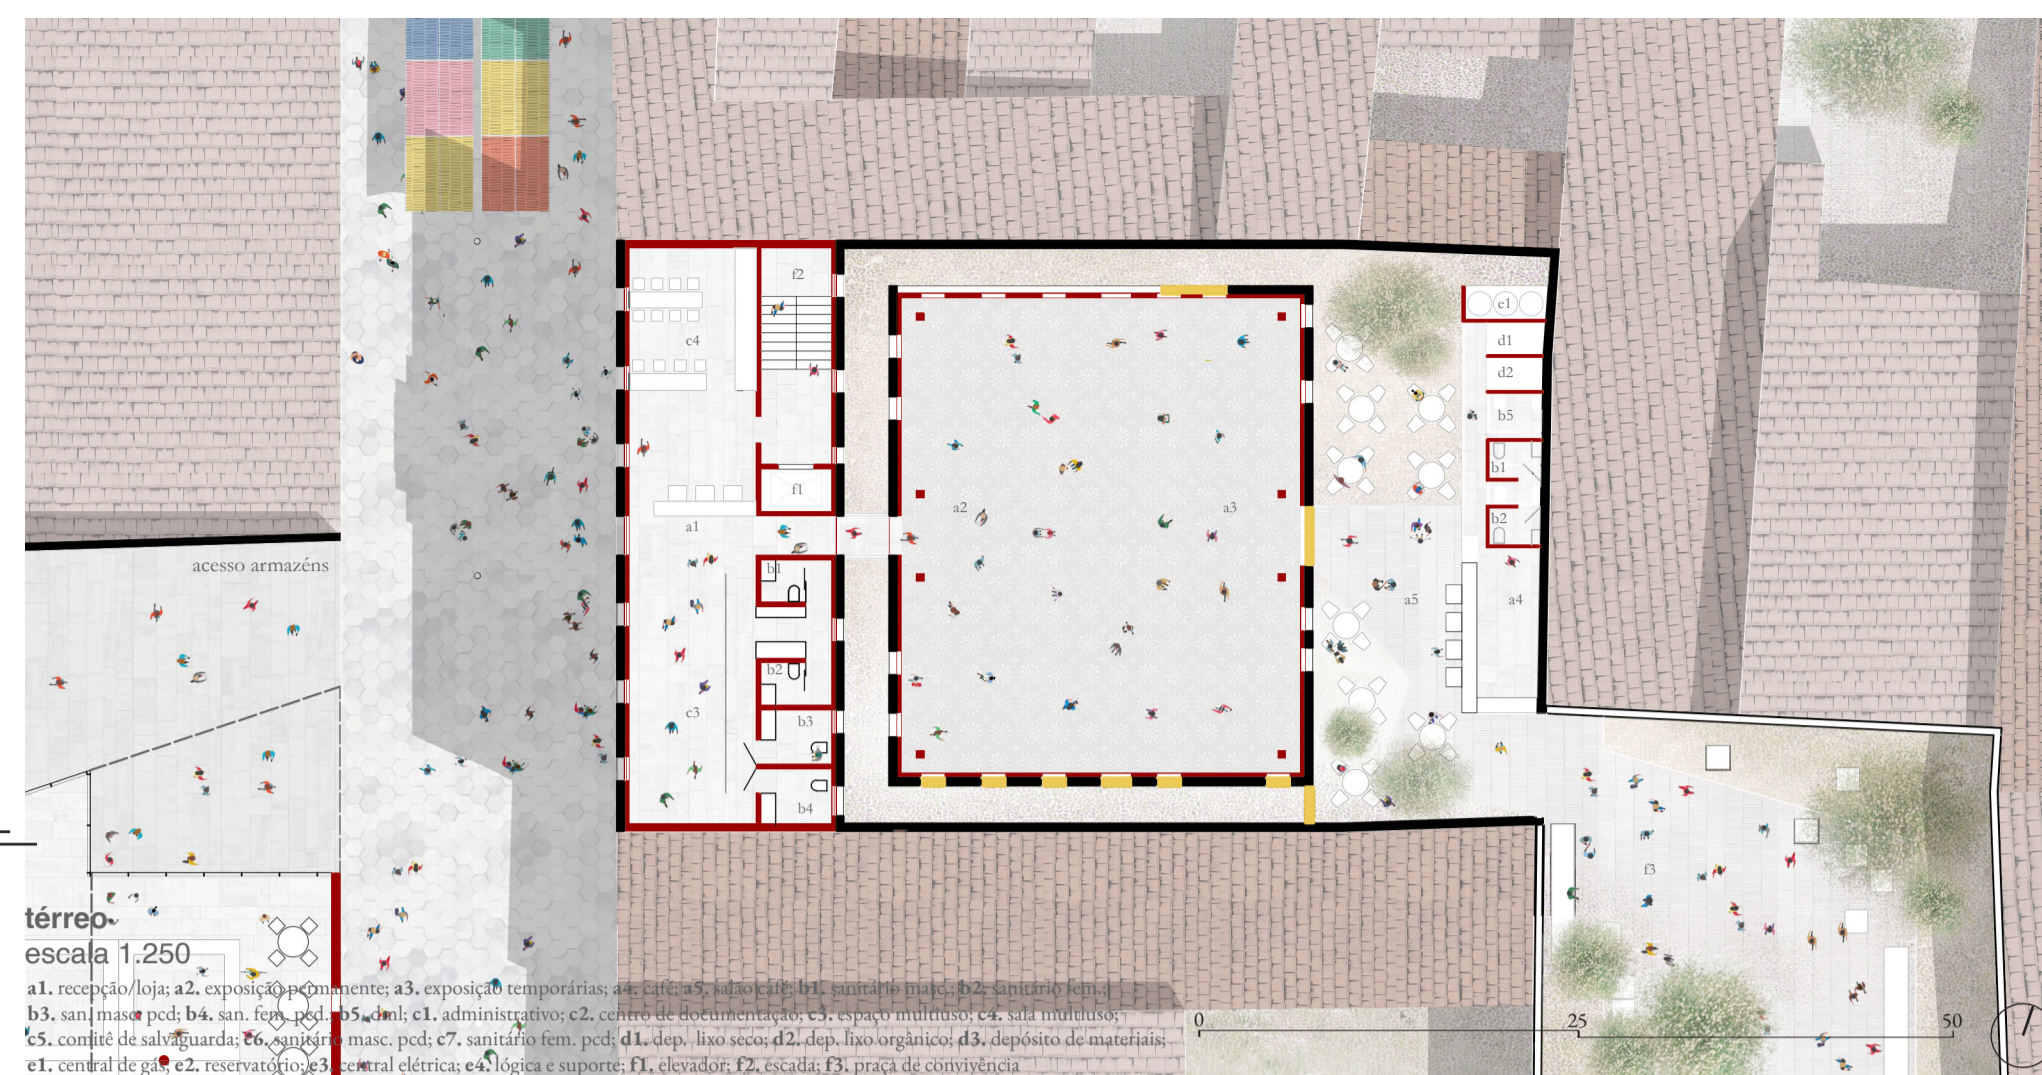 f2
c4
e1
d1
d2
b5
b1
b2
f1
a2
a3
a1
acesso armazéns
b1
a5
a4
b2
c3
b3
b4
f3
térreo
escala 1.250
a1. recepção/loja; a2. exposição permanente; a3. exposição temporárias; a4. café; a5. salão café; b1. sanitário masc.; b2. sanitário fem.;
b3. san. masc. pcd; b4. san. fem. pcd.; b5. dml; c1. administrativo; c2. centro de documentação; c3. espaço multiuso; c4. sala multiuso;
c5. comitê de salvaguarda; c6. sanitário masc. pcd; c7. sanitário fem. pcd; d1. dep. lixo seco; d2. dep. lixo orgânico; d3. depósito de materiais;
e1. central de gás; e2. reservatório; e3. central elétrica; e4. lógica e suporte; f1. elevador; f2. escada; f3. praça de convivência
0 25 50